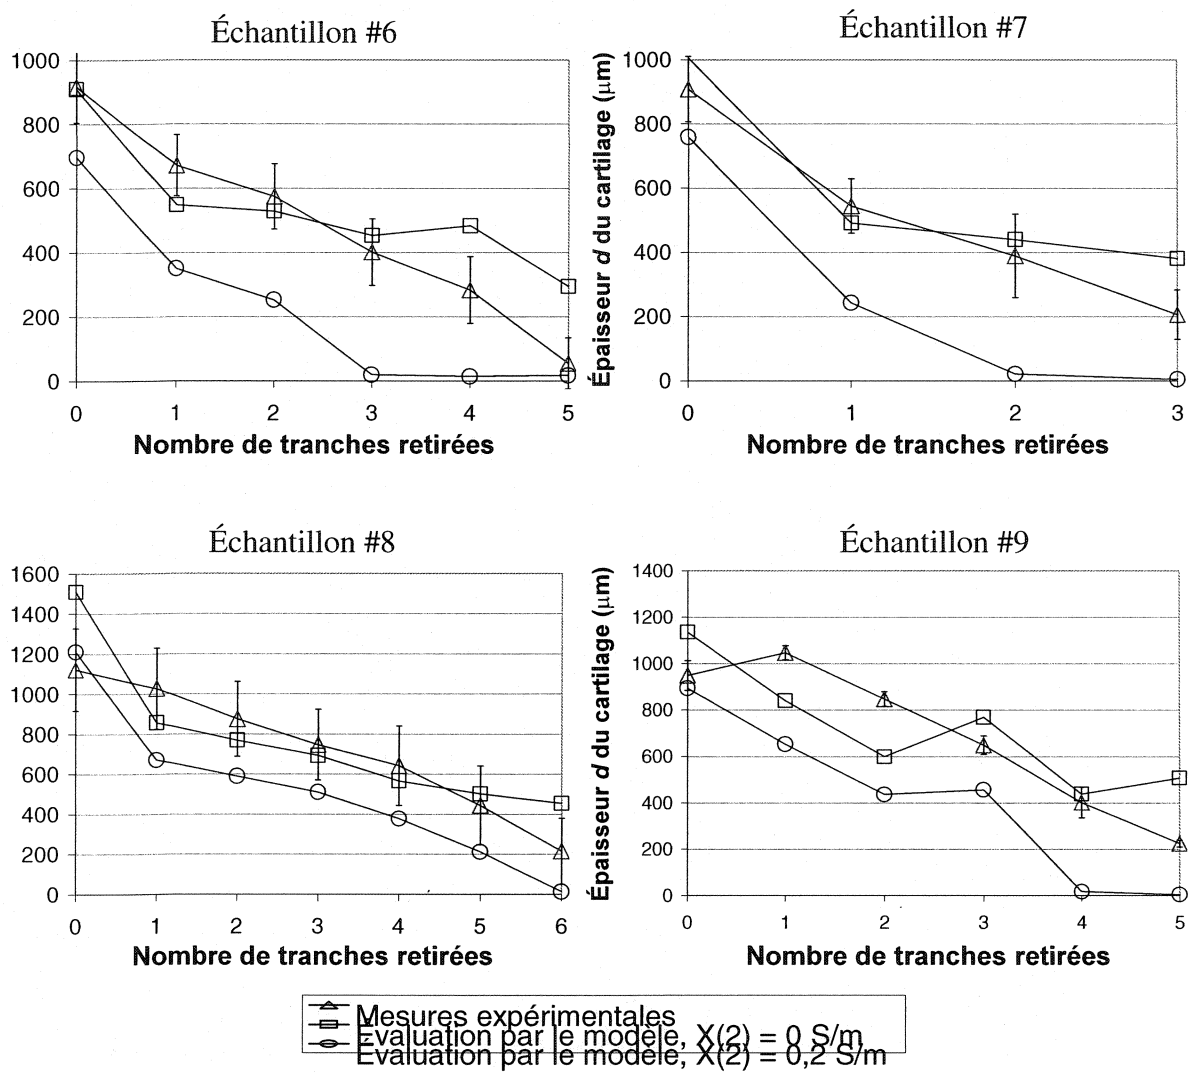 Échantillon #6
1000
800
600
400
200
0
0 1 2 3 4 5
Nombre de tranches retirées
Échantillon #7
Épaisseur d du cartilage (µm)
1000
800
600
400
200
0
0 1 2 3
Nombre de tranches retirées
Échantillon #8
1600
1400
1200
1000
800
600
400
200
0
0 1 2 3 4 5 6
Nombre de tranches retirées
Échantillon #9
Épaisseur d du cartilage (µm)
1400
1200
1000
800
600
400
200
0
0 1 2 3 4 5
Nombre de tranches retirées
Mesures expérimentales
Évaluation par le modèle, X(2) = 0 S/m
Évaluation par le modèle, X(2) = 0,2 S/m